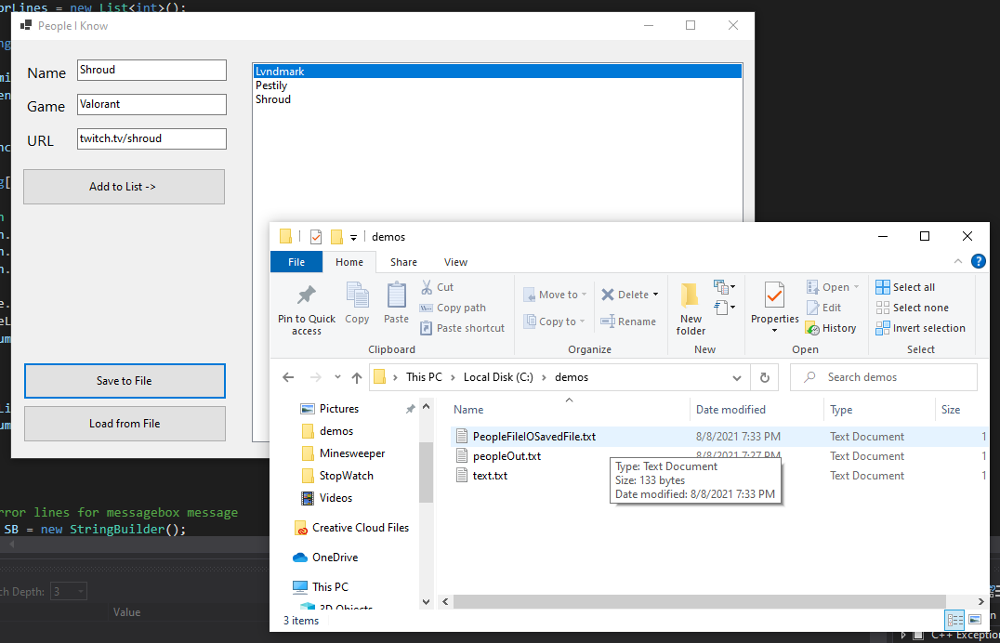 orLines = new List<int>();
People I Know
Name
Shroud
Game
Valorant
URL
twitch.tv/shroud
Add to List ->
Lvndmark
Pestily
Shroud
Save to File
Load from File
demos
File
Home
Share
View
Pin to Quick access
Copy
Paste
Cut
Copy path
Paste shortcut
Clipboard
Move to
Copy to
Delete
Rename
Organize
New folder
New
Properties
Open
Edit
History
Open
Select all
Select none
Invert selection
Select
This PC > Local Disk (C:) > demos
Search demos
Pictures
demos
Minesweeper
StopWatch
Videos
Creative Cloud Files
OneDrive
This PC
3D Objects
Name Date modified Type Size
PeopleFileIOSavedFile.txt 8/8/2021 7:33 PM Text Document 1
peopleOut.txt 8/8/2021 7:27 PM Text Document 1
text.txt Text Document 1
Type: Text Document
Size: 133 bytes
Date modified: 8/8/2021 7:33 PM
3 items
rror lines for messagebox message
SB = new StringBuilder();
ch Depth: 3
Value
C++ Exception